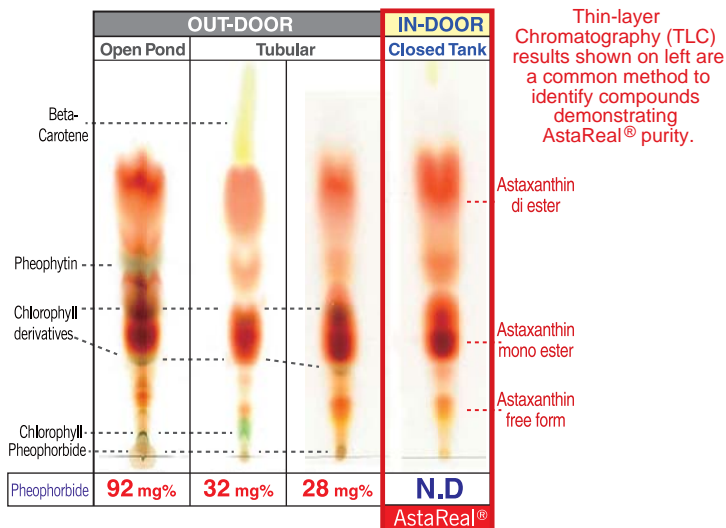 OUT-DOOR
IN-DOOR
Open Pond
Tubular
Closed Tank
Thin-layer
Chromatography (TLC)
results shown on left are
a common method to
identify compounds
demonstrating
AstaReal® purity.
Beta-
Carotene
Pheophytin
Chlorophyll
derivatives
Chlorophyll
Pheophorbide
Astaxanthin
di ester
Astaxanthin
mono ester
Astaxanthin
free form
Pheophorbide
92 mg%
32 mg%
28 mg%
N.D
AstaReal®